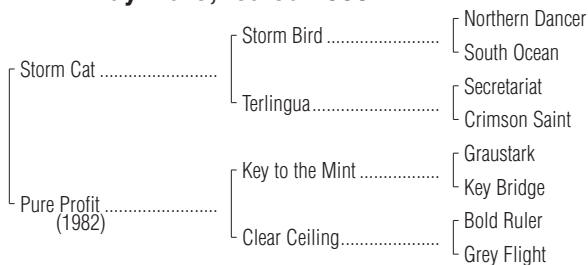 Northern Dancer
Storm Bird ........................
South Ocean
Storm Cat .........................
Secretariat
Terlingua...........................
Crimson Saint
Graustark
Key to the Mint .................
Key Bridge
Pure Profit ........................
(1982)
Bold Ruler
Clear Ceiling.....................
Grey Flight